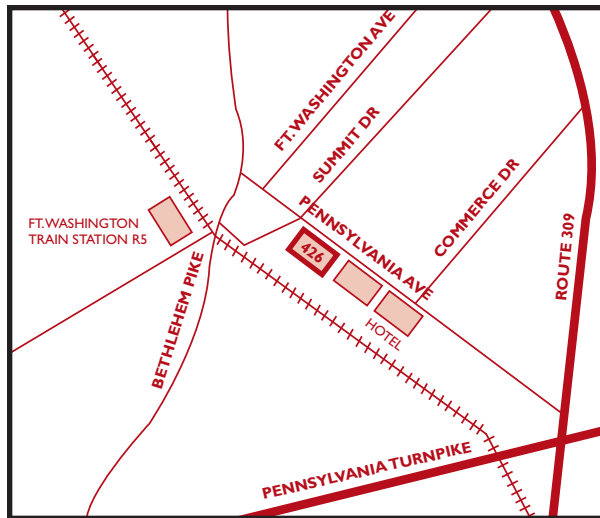 FT. WASHINGTON AVE
SUMMIT DR
PENNSYLVANIA AVE
COMMERCE DR
ROUTE 309
FT. WASHINGTON
TRAIN STATION R5
426
HOTEL
BETHLEHEM PIKE
PENNSYLVANIA TURNPIKE